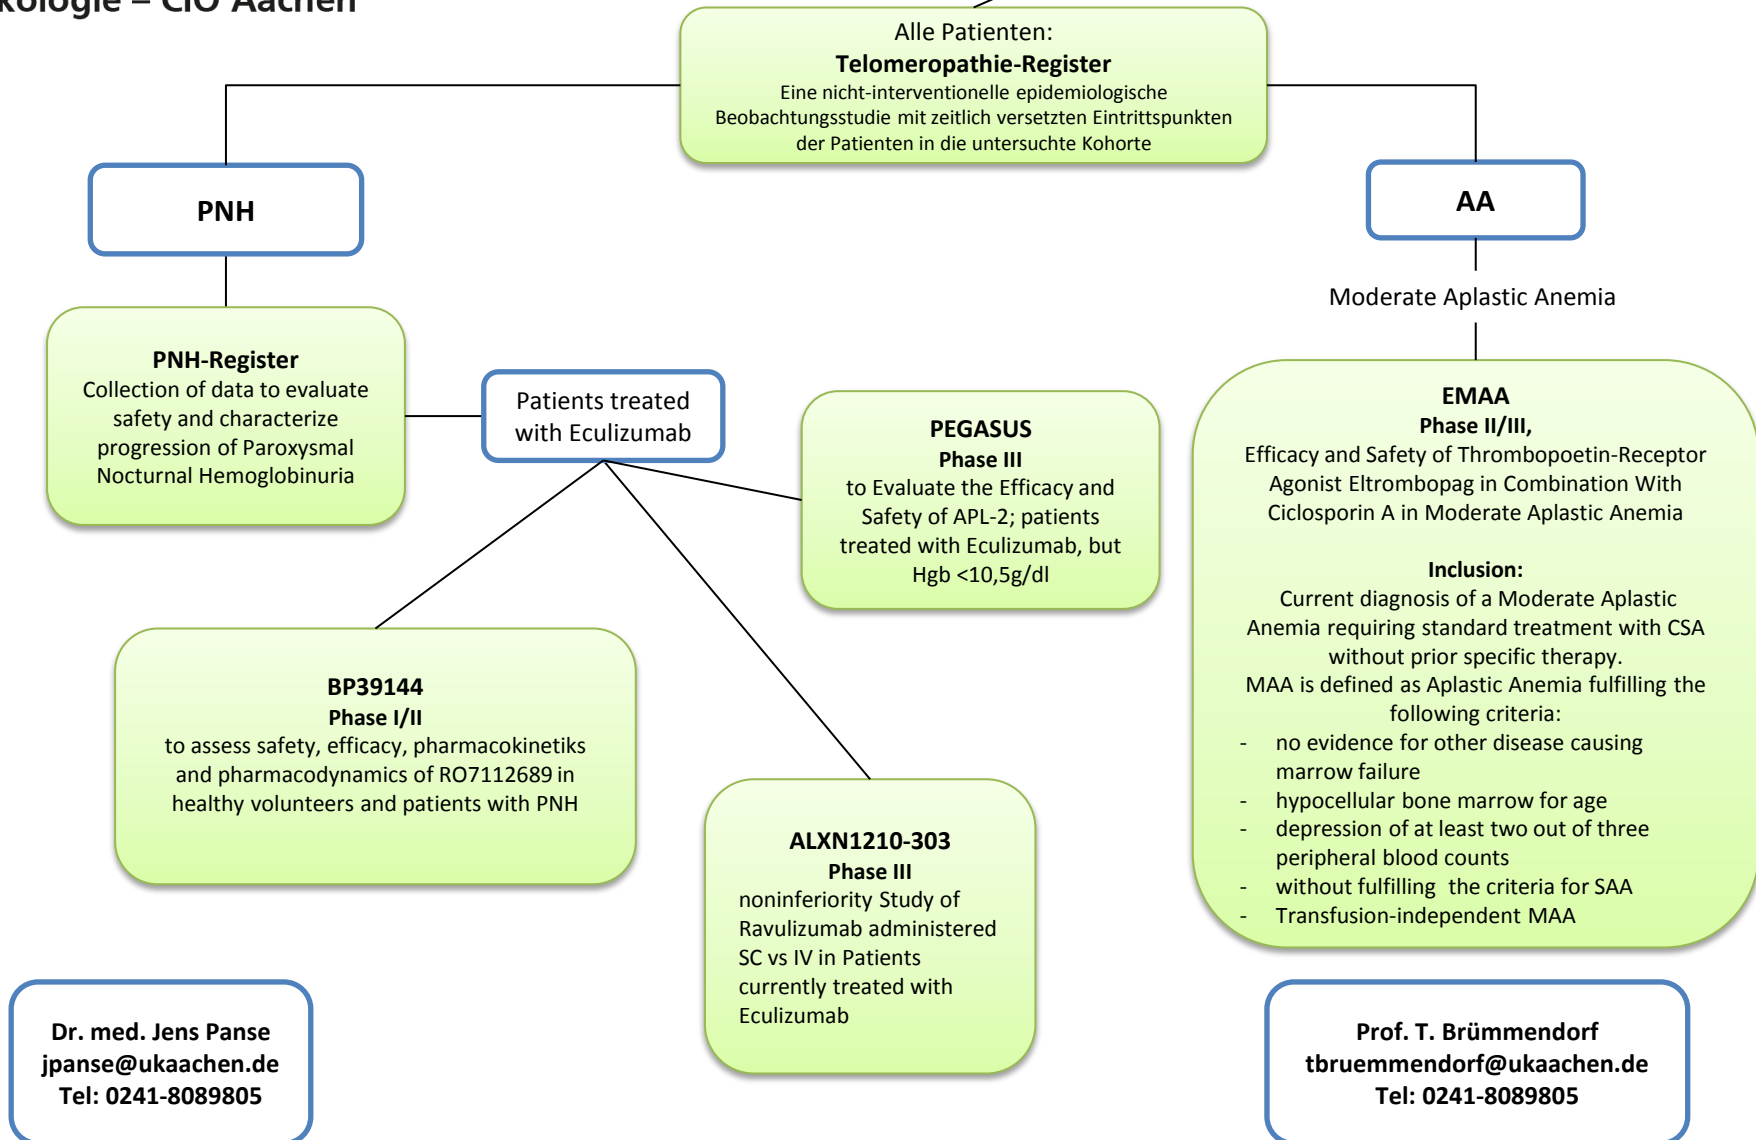 kologie – CIO Aachen
Alle Patienten:
Telomeropathie-Register
Eine nicht-interventionelle epidemiologische
Beobachtungsstudie mit zeitlich versetzten Eintrittspunkten
der Patienten in die untersuchte Kohorte
PNH
AA
Moderate Aplastic Anemia
PNH-Register
Collection of data to evaluate
safety and characterize
progression of Paroxysmal
Nocturnal Hemoglobinuria
Patients treated
with Eculizumab
PEGASUS
Phase III
to Evaluate the Efficacy and
Safety of APL-2; patients
treated with Eculizumab, but
Hgb <10,5g/dl
EMAA
Phase II/III,
Efficacy and Safety of Thrombopoetin-Receptor
Agonist Eltrombopag in Combination With
Ciclosporin A in Moderate Aplastic Anemia
Inclusion:
Current diagnosis of a Moderate Aplastic
Anemia requiring standard treatment with CSA
without prior specific therapy.
MAA is defined as Aplastic Anemia fulfilling the
following criteria:
- no evidence for other disease causing
marrow failure
- hypocellular bone marrow for age
- depression of at least two out of three
peripheral blood counts
- without fulfilling the criteria for SAA
- Transfusion-independent MAA
BP39144
Phase I/II
to assess safety, efficacy, pharmacokinetiks
and pharmacodynamics of RO7112689 in
healthy volunteers and patients with PNH
ALXN1210-303
Phase III
noninferiority Study of
Ravulizumab administered
SC vs IV in Patients
currently treated with
Eculizumab
Dr. med. Jens Panse
jpanse@ukaachen.de
Tel: 0241-8089805
Prof. T. Brümmendorf
tbruemmendorf@ukaachen.de
Tel: 0241-8089805